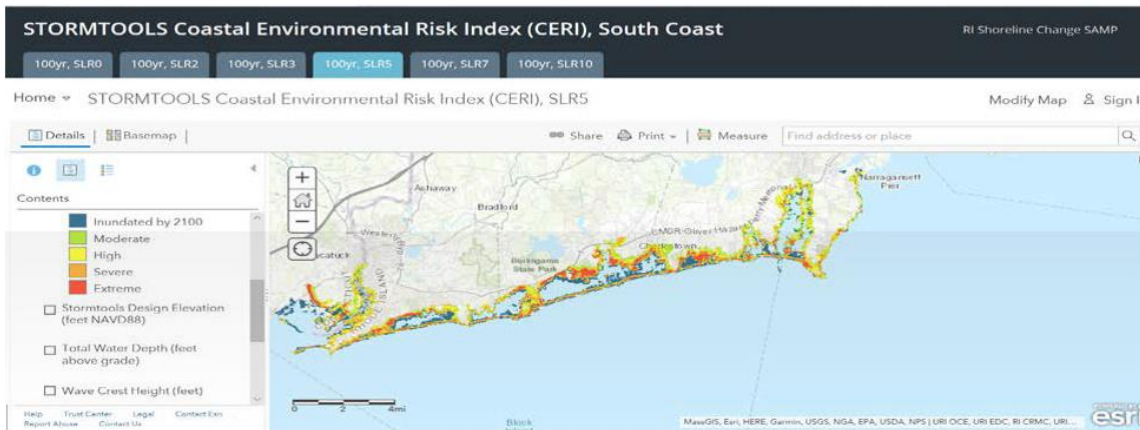 STORMTOOLS Coastal Environmental Risk Index (CERI), South Coast
RI Shoreline Change SAMP
100yr, SLR0 100yr, SLR2 100yr, SLR3 100yr, SLR5 100yr, SLR7 100yr, SLR10
Home STORMTOOLS Coastal Environmental Risk Index (CERI), SLR5
Modify Map Sign I
Details Basemap Share Print Measure Find address or place
Contents
Inundated by 2100
Moderate
High
Severe
Extreme
Stormtools Design Elevation
(feet NAVD88)
Total Water Depth (feet
above grade)
Wave Crest Height (feet)
Help Trust Center Legal Contact Esri
Report Abuse Contact Us
Ashaway
Bradford
Narragansett
Pier
Charlestown
State Park
catuck
0 2 4mi
Block
MassGIS, Esri, HERE, Garmin, USGS, NGA, EPA, USDA, NPS | URI OCE, URI EDC, RI CRMC, URI...
esri